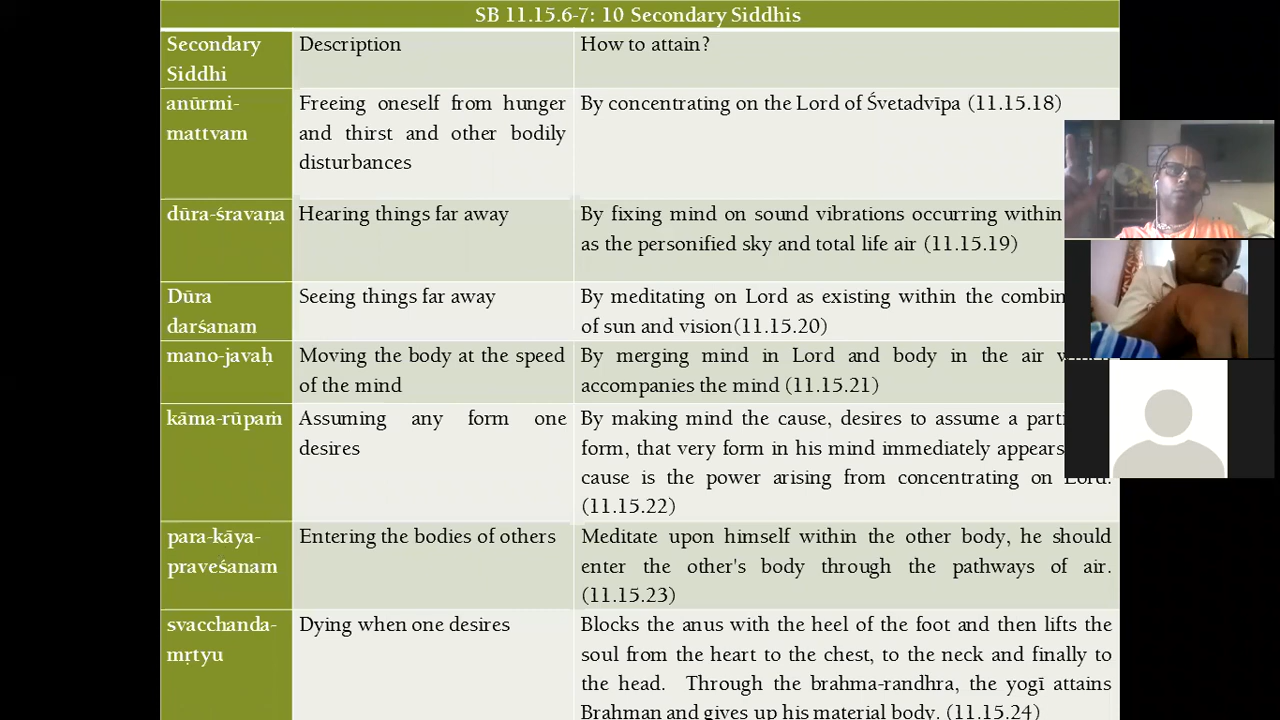 SB 11.15.6-7: 10 Secondary Siddhis
Secondary Siddhi
Description
How to attain?
anūrmi-
mattvam
Freeing oneself from hunger
and thirst and other bodily
disturbances
By concentrating on the Lord of Śvetadvīpa (11.15.18)
dūra-śravaṇa
Hearing things far away
By fixing mind on sound vibrations occurring within
as the personified sky and total life air (11.15.19)
Dūra
darśanam
Seeing things far away
By meditating on Lord as existing within the
of sun and vision(11.15.20)
mano-javaḥ
Moving the body at the speed
of the mind
By merging mind in Lord and body in the air
accompanies the mind (11.15.21)
kāma-rūpaṁ
Assuming any form one
desires
By making mind the cause, desires to assume a
form, that very form in his mind immediately appears
cause is the power arising from concentrating on Lord.
(11.15.22)
para-kāya-
praveśanam
Entering the bodies of others
Meditate upon himself within the other body, he should
enter the other's body through the pathways of air.
(11.15.23)
svacchanda-
mṛtyu
Dying when one desires
Blocks the anus with the heel of the foot and then lifts the
soul from the heart to the chest, to the neck and finally to
the head. Through the brahma-randhra, the yogī attains
Brahman and gives up his material body. (11.15.24)